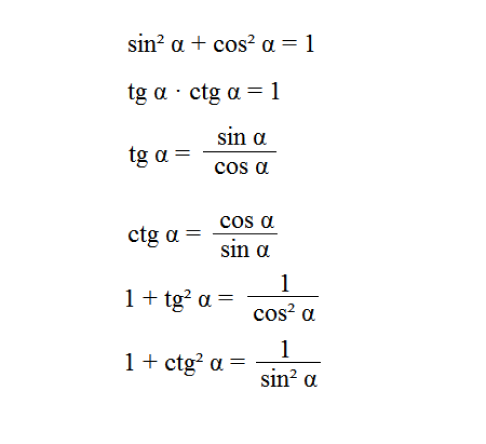 sin² α + cos² α = 1
tg α · ctg α = 1
tg α = sin α / cos α
ctg α = cos α / sin α
1 + tg² α = 1 / cos² α
1 + ctg² α = 1 / sin² α